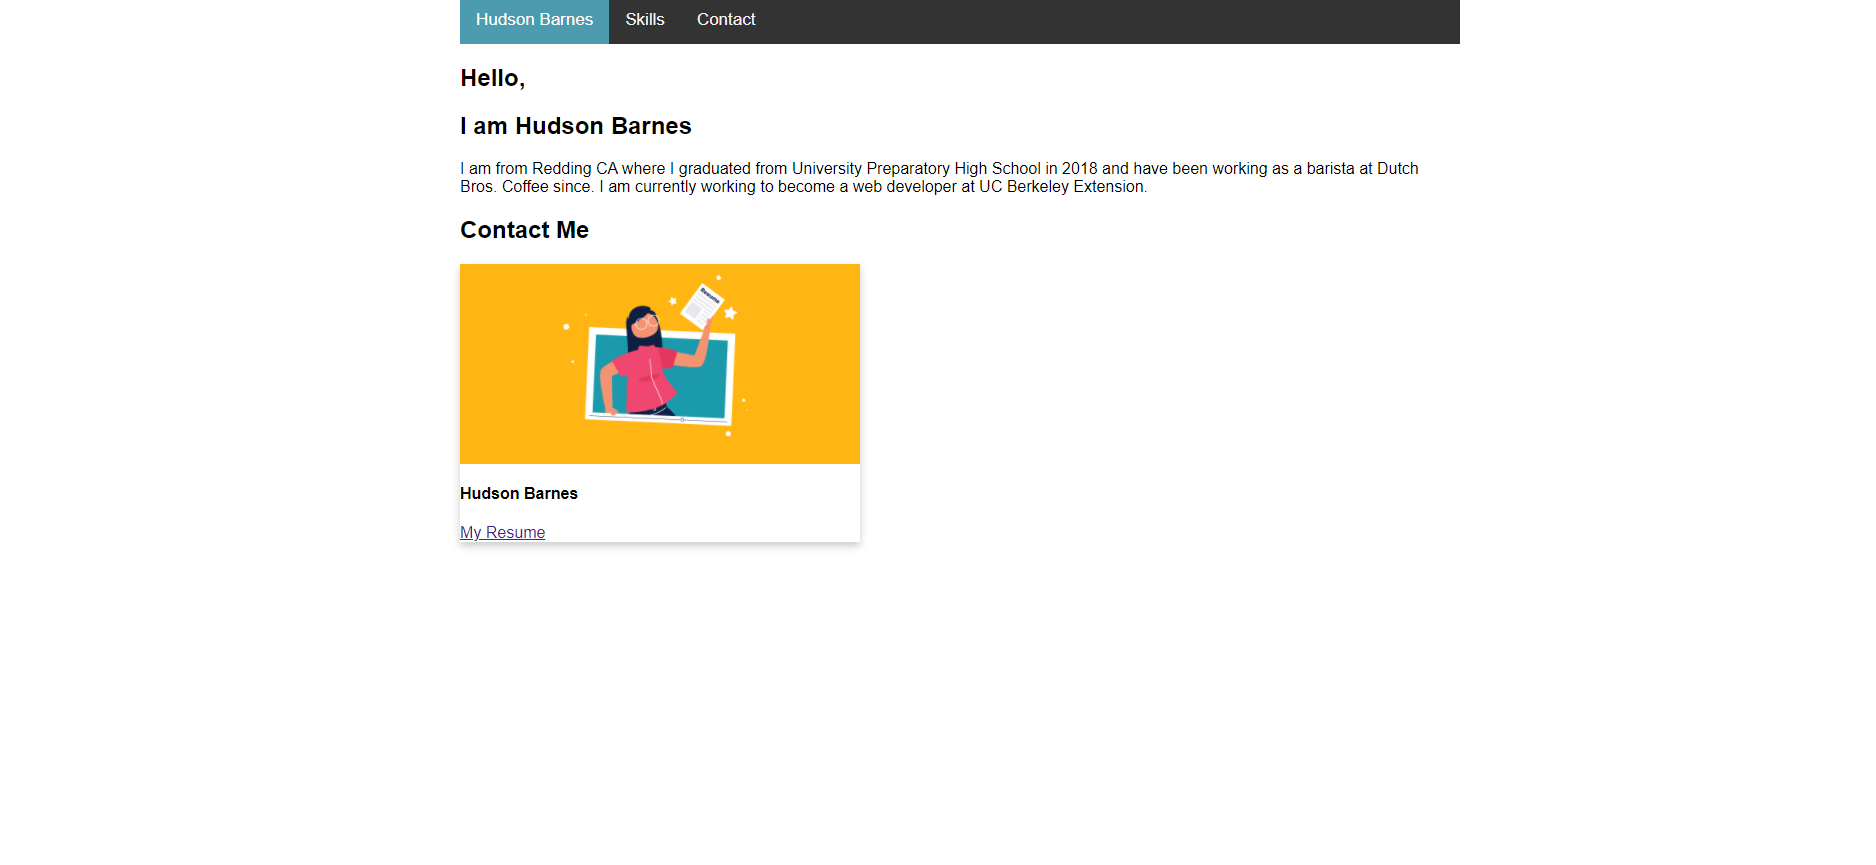 Hudson Barnes Skills Contact
Hello,
I am Hudson Barnes
I am from Redding CA where I graduated from University Preparatory High School in 2018 and have been working as a barista at Dutch
Bros. Coffee since. I am currently working to become a web developer at UC Berkeley Extension.
Contact Me
Resume
Hudson Barnes
My Resume